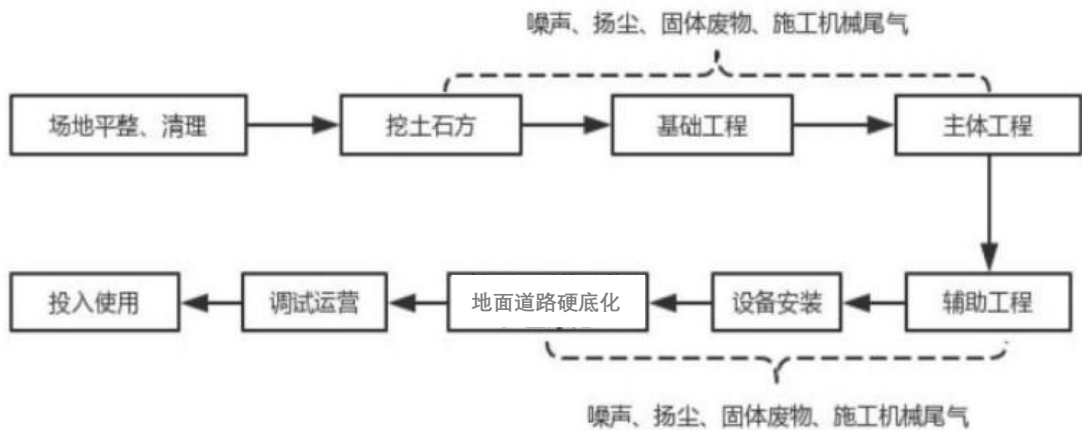 噪声、扬尘、固体废物、施工机械尾气
场地平整、清理
挖土石方
基础工程
主体工程
投入使用
调试运营
地面道路硬底化
设备安装
辅助工程
噪声、扬尘、固体废物、施工机械尾气